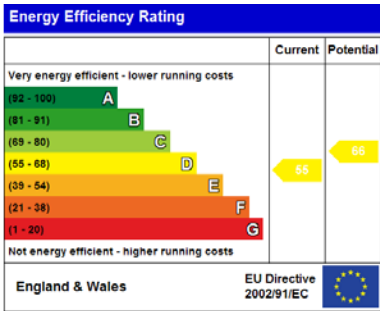 Energy Efficiency Rating
Current Potential
Very energy efficient - lower running costs
(92 - 100) A
(81 - 91) B
(69 - 80) C
(55 - 68) D
(39 - 54) E
(21 - 38) F
(1 - 20) G
55
66
Not energy efficient - higher running costs
England & Wales
EU Directive
2002/91/EC